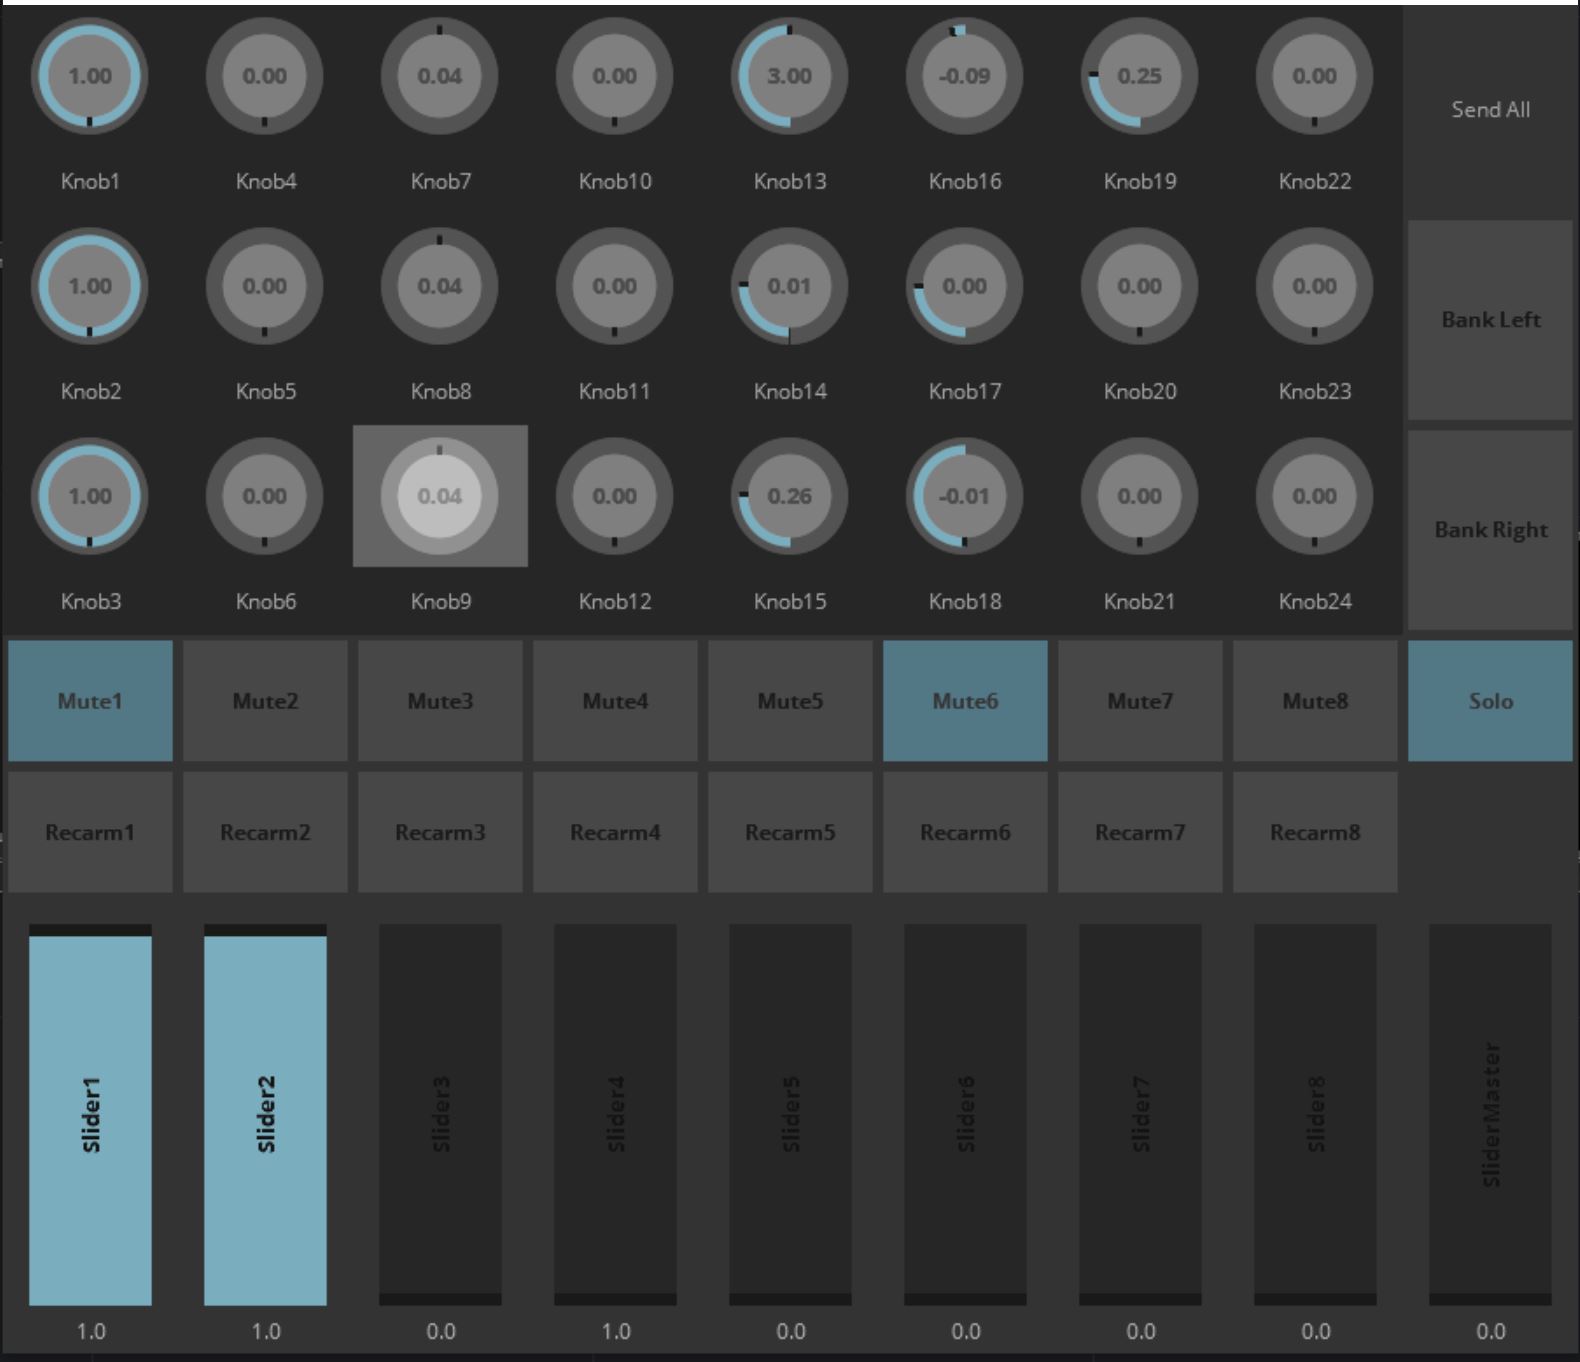 1.00 0.00 0.04 0.00 3.00 -0.09 0.25 0.00
Send All
Knob1 Knob4 Knob7 Knob10 Knob13 Knob16 Knob19 Knob22
1.00 0.00 0.04 0.00 0.01 0.00 0.00 0.00
Bank Left
Knob2 Knob5 Knob8 Knob11 Knob14 Knob17 Knob20 Knob23
1.00 0.00 0.04 0.00 0.26 -0.01 0.00 0.00
Bank Right
Knob3 Knob6 Knob9 Knob12 Knob15 Knob18 Knob21 Knob24
Mute1 Mute2 Mute3 Mute4 Mute5 Mute6 Mute7 Mute8 Solo
Recarm1 Recarm2 Recarm3 Recarm4 Recarm5 Recarm6 Recarm7 Recarm8
Slider1 Slider2 Slider3 Slider4 Slider5 Slider6 Slider7 Slider8 SliderMaster
1.0 1.0 0.0 1.0 0.0 0.0 0.0 0.0 0.0